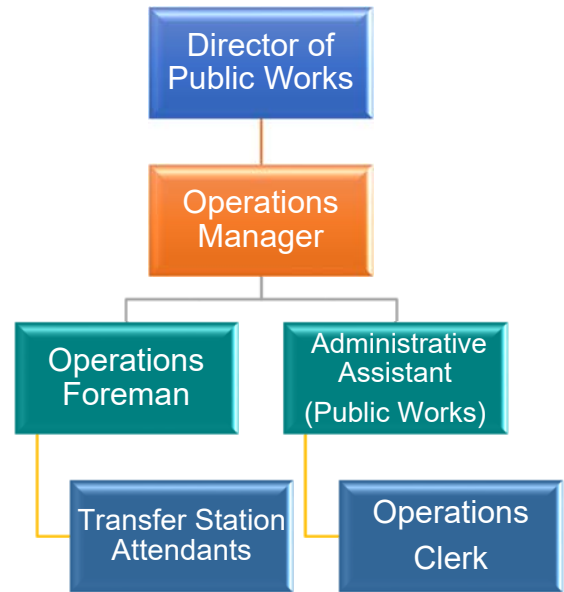 Director of
Public Works
Operations
Manager
Operations
Foreman
Administrative
Assistant
(Public Works)
Transfer Station
Attendants
Operations
Clerk